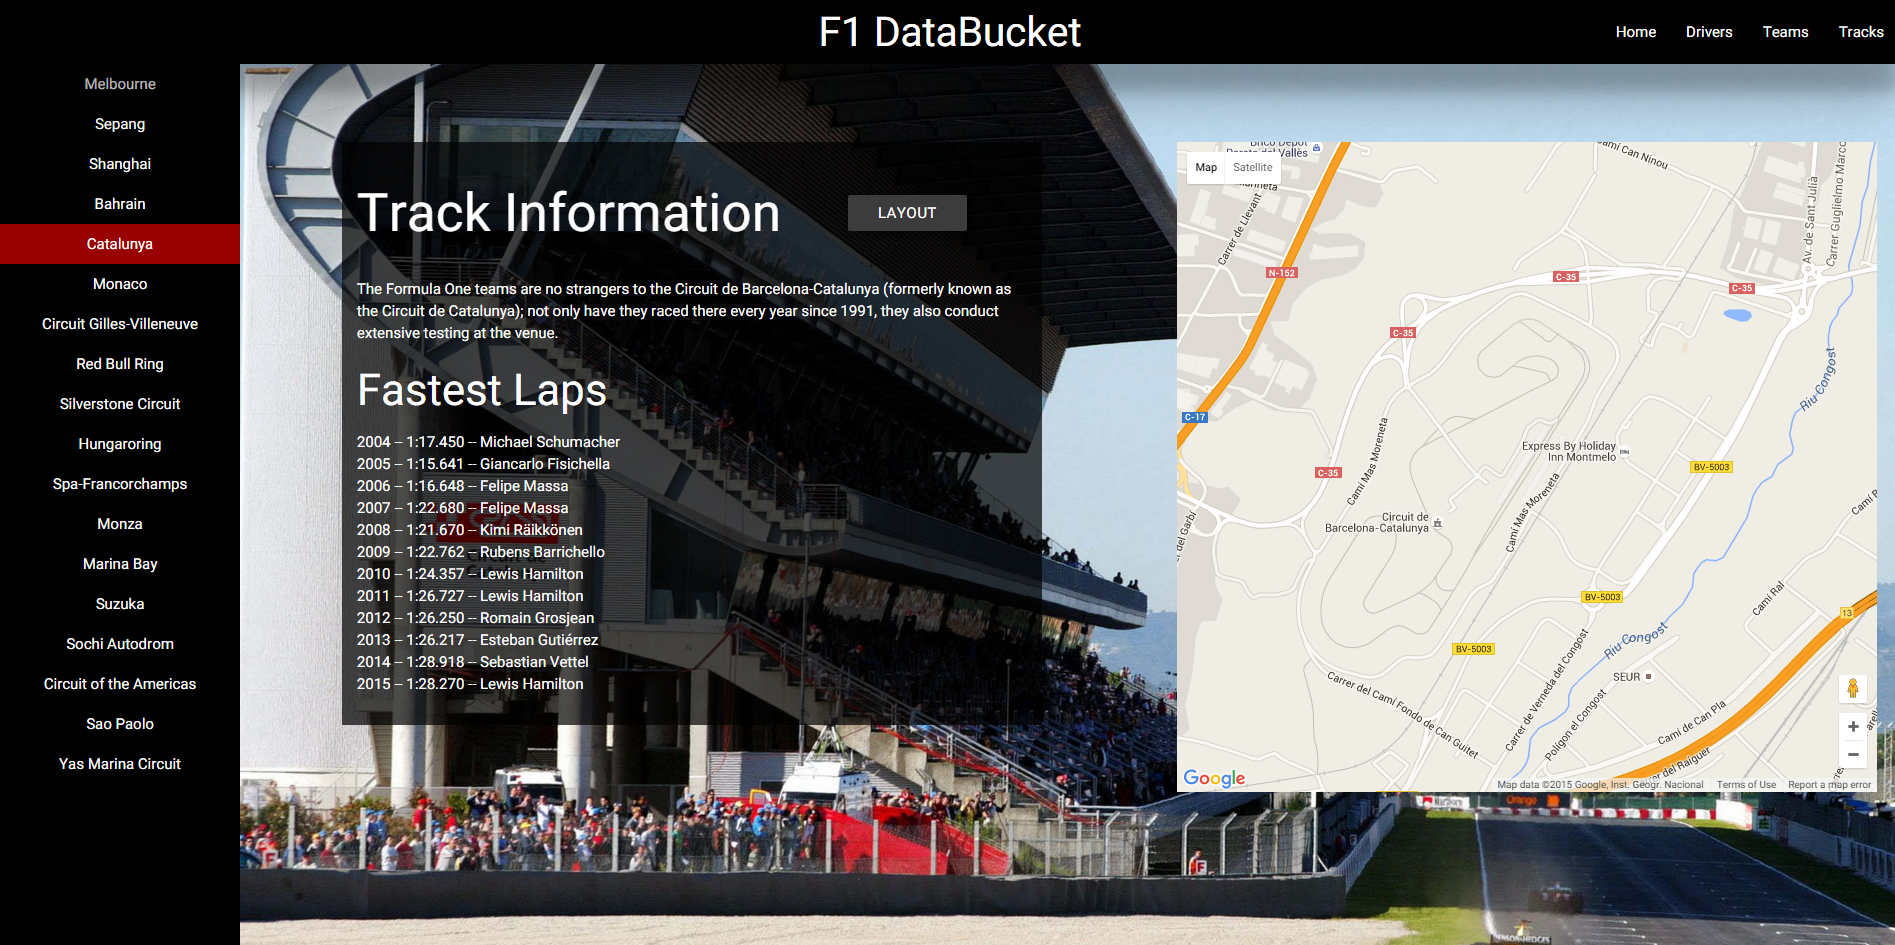 F1 DataBucket
Home
Drivers
Teams
Tracks
Melbourne
Sepang
Shanghai
Bahrain
Catalunya
Monaco
Circuit Gilles-Villeneuve
Red Bull Ring
Silverstone Circuit
Hungaroring
Spa-Francorchamps
Monza
Marina Bay
Suzuka
Sochi Autodrom
Circuit of the Americas
Sao Paolo
Yas Marina Circuit
Track Information
LAYOUT
The Formula One teams are no strangers to the Circuit de Barcelona-Catalunya (formerly known as
the Circuit de Catalunya); not only have they raced there every year since 1991, they also conduct
extensive testing at the venue.
Fastest Laps
2004 -- 1:17.450 -- Michael Schumacher
2005 -- 1:15.641 -- Giancarlo Fisichella
2006 -- 1:16.648 -- Felipe Massa
2007 -- 1:22.680 -- Felipe Massa
2008 -- 1:21.670 -- Kimi Räikkönen
2009 -- 1:22.762 -- Rubens Barrichello
2010 -- 1:24.357 -- Lewis Hamilton
2011 -- 1:26.727 -- Lewis Hamilton
2012 -- 1:26.250 -- Romain Grosjean
2013 -- 1:26.217 -- Esteban Gutiérrez
2014 -- 1:28.918 -- Sebastian Vettel
2015 -- 1:28.270 -- Lewis Hamilton
Map
Satellite
Carrer de Llevant
Camí Can Ninou
Av. de Sant Julià
Carrer Guglielmo Marco
N-152
C-35
C-35
C-35
C-17
C-35
Riu Congost
Camí Mas Moreneta
Express By Holiday
Inn Montmelo
BV-5003
Circuit de
Barcelona-Catalunya
Camí Mas Moreneta
BV-5003
Camí Ral
13
BV-5003
Riu Congost
SEUR
Carrer del Camí Fondo de Can Guitet
Carrer de Verneda del Congost
Polígon el Congost
Camí de Can Pla
er del Raiguer
Google
Map data ©2015 Google, Inst. Geogr. Nacional
Terms of Use
Report a map error